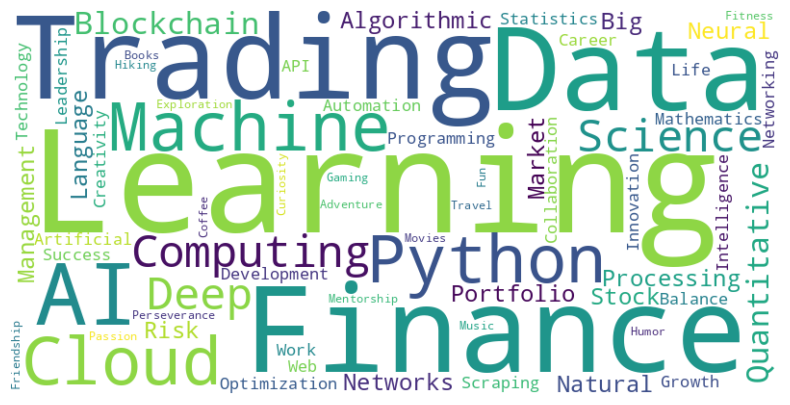 Trading
Blockchain
Algorithmic
Statistics
Big
Fitness
Neural
Data
Career
Books
Hiking
API
Life
Leadership
Technology
Exploration
Automation
Networking
Machine
Programming
Science
Mathematics
Language
Creativity
Market
Collaboration
Learning
Management
Curiosity
Gaming
Fun
Adventure
Travel
Innovation
Intelligence
Quantitative
Coffee
Artificial
Success
Computing
Movies
Python
Development
Processing
AI
Deep
Mentorship
Portfolio
Stock
Balance
Perseverance
Finance
Friendship
Passion
Risk
Music
Humor
Cloud
Work
Web
Optimization
Networks
Scraping
Natural
Growth